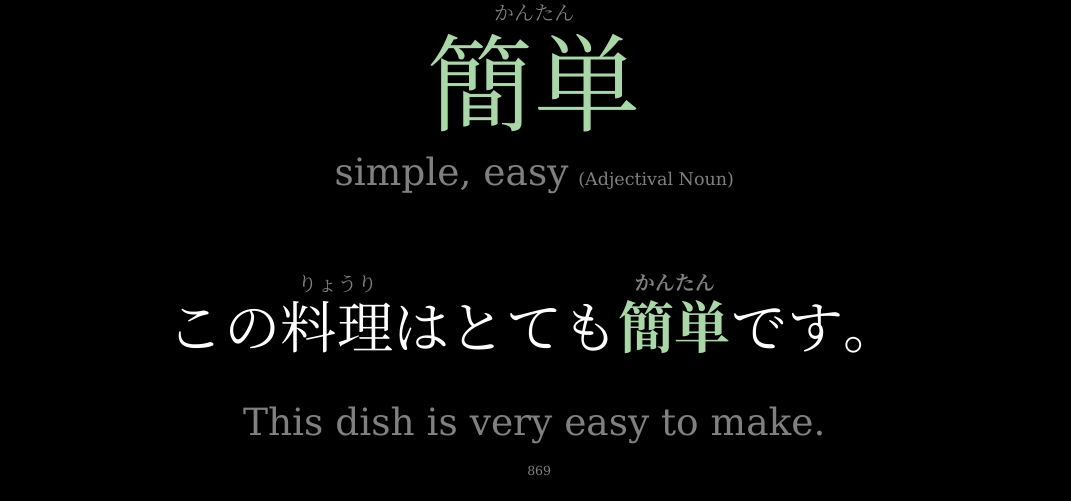 かんたん
簡単
simple, easy (Adjectival Noun)
りょうり かんたん
この料理はとても簡単です。
This dish is very easy to make.
869